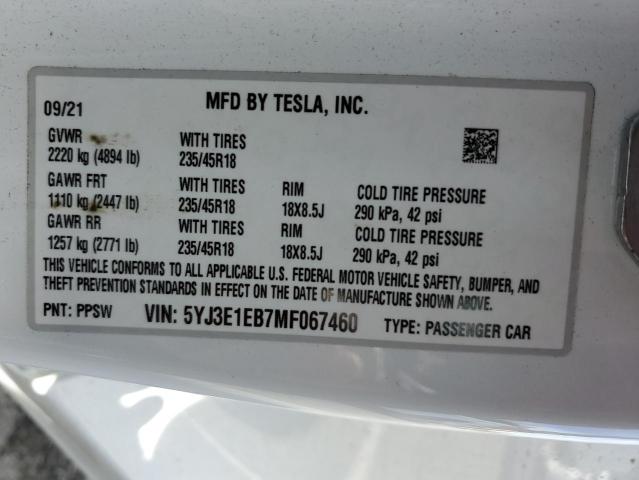 09/21 MFD BY TESLA, INC.
GVWR WITH TIRES
2220 kg (4894 lb) 235/45R18
GAWR FRT WITH TIRES RIM COLD TIRE PRESSURE
1110 kg (2447 lb) 235/45R18 18X8.5J 290 kPa, 42 psi
GAWR RR WITH TIRES RIM COLD TIRE PRESSURE
1257 kg (2771 lb) 235/45R18 18X8.5J 290 kPa, 42 psi
THIS VEHICLE CONFORMS TO ALL APPLICABLE U.S. FEDERAL MOTOR VEHICLE SAFETY, BUMPER, AND
THEFT PREVENTION STANDARDS IN EFFECT ON THE DATE OF MANUFACTURE SHOWN ABOVE.
PNT: PPSW VIN: 5YJ3E1EB7MF067460 TYPE: PASSENGER CAR